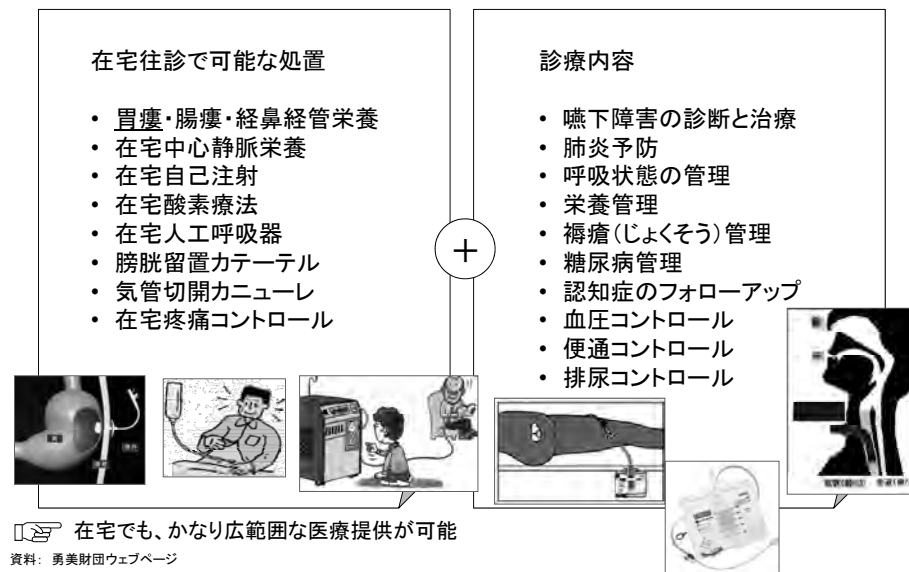 在宅往診で可能な処置
• 胃瘻・腸瘻・経鼻経管栄養
• 在宅中心静脈栄養
• 在宅自己注射
• 在宅酸素療法
• 在宅人工呼吸器
• 膀胱留置カテーテル
• 気管切開カニューレ
• 在宅疼痛コントロール
+
診療内容
• 嚥下障害の診断と治療
• 肺炎予防
• 呼吸状態の管理
• 栄養管理
• 褥瘡(じょくそう)管理
• 糖尿病管理
• 認知症のフォローアップ
• 血圧コントロール
• 便通コントロール
• 排尿コントロール
☞ 在宅でも、かなり広範囲な医療提供が可能
資料: 勇美財団ウェブページ